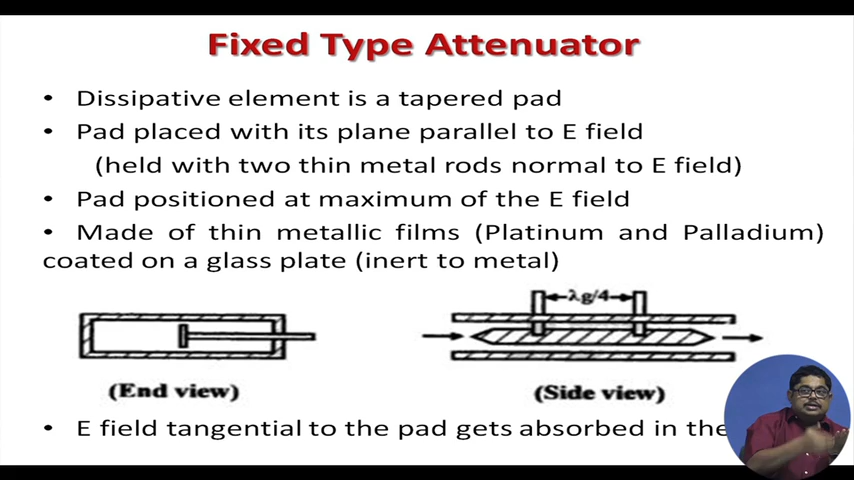 Fixed Type Attenuator
• Dissipative element is a tapered pad
• Pad placed with its plane parallel to E field
(held with two thin metal rods normal to E field)
• Pad positioned at maximum of the E field
• Made of thin metallic films (Platinum and Palladium)
coated on a glass plate (inert to metal)
λg/4
(End view)
(Side view)
• E field tangential to the pad gets absorbed in the